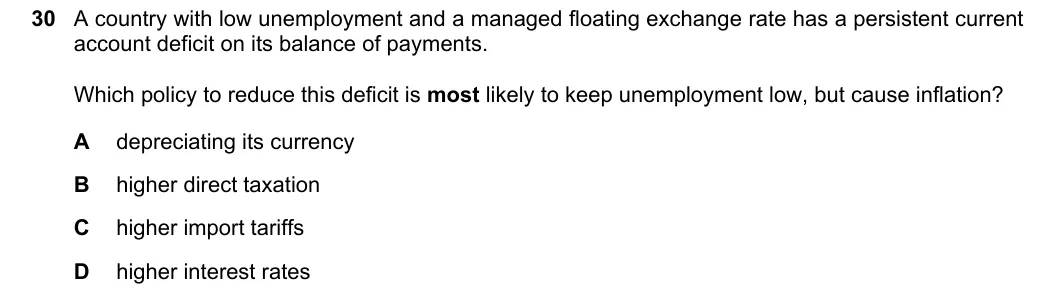 30 A country with low unemployment and a managed floating exchange rate has a persistent current
account deficit on its balance of payments.
Which policy to reduce this deficit is most likely to keep unemployment low, but cause inflation?
A depreciating its currency
B higher direct taxation
C higher import tariffs
D higher interest rates